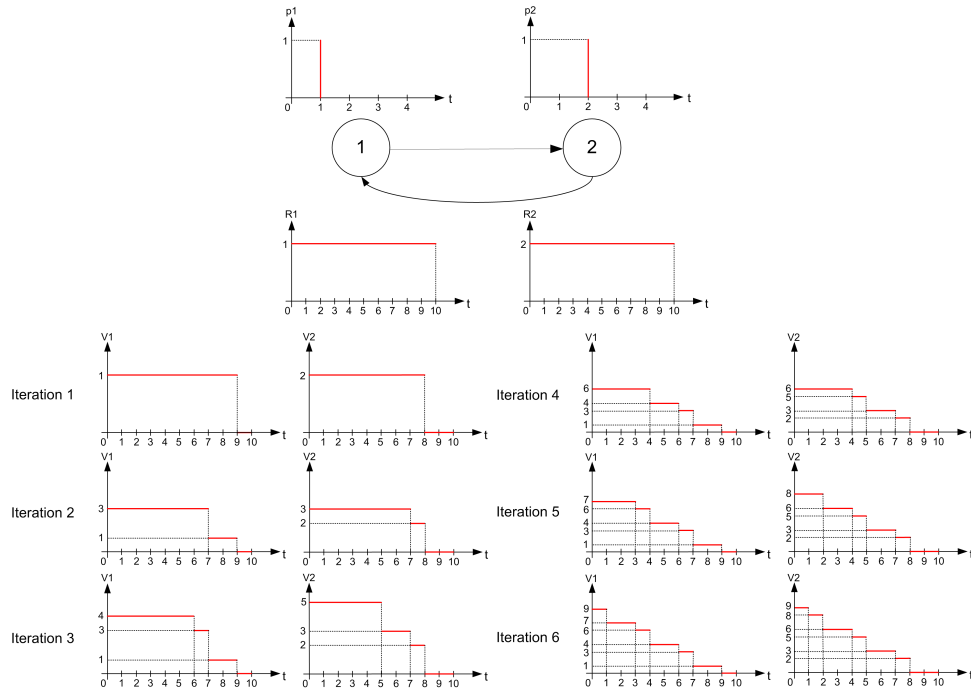 p1
1
0 1 2 3 4 t
p2
1
0 1 2 3 4 t
1
2
R1
1
0 1 2 3 4 5 6 7 8 9 10 t
R2
2
0 1 2 3 4 5 6 7 8 9 10 t
Iteration 1
V1
1
0 1 2 3 4 5 6 7 8 9 10 t
V2
2
0 1 2 3 4 5 6 7 8 9 10 t
Iteration 2
V1
3
1
0 1 2 3 4 5 6 7 8 9 10 t
V2
3
2
0 1 2 3 4 5 6 7 8 9 10 t
Iteration 3
V1
4
3
1
0 1 2 3 4 5 6 7 8 9 10 t
V2
5
3
2
0 1 2 3 4 5 6 7 8 9 10 t
Iteration 4
V1
6
4
3
1
0 1 2 3 4 5 6 7 8 9 10 t
V2
6
5
3
2
0 1 2 3 4 5 6 7 8 9 10 t
Iteration 5
V1
7
6
4
3
1
0 1 2 3 4 5 6 7 8 9 10 t
V2
8
6
5
3
2
0 1 2 3 4 5 6 7 8 9 10 t
Iteration 6
V1
9
7
6
4
3
1
0 1 2 3 4 5 6 7 8 9 10 t
V2
9
8
6
5
3
2
0 1 2 3 4 5 6 7 8 9 10 t